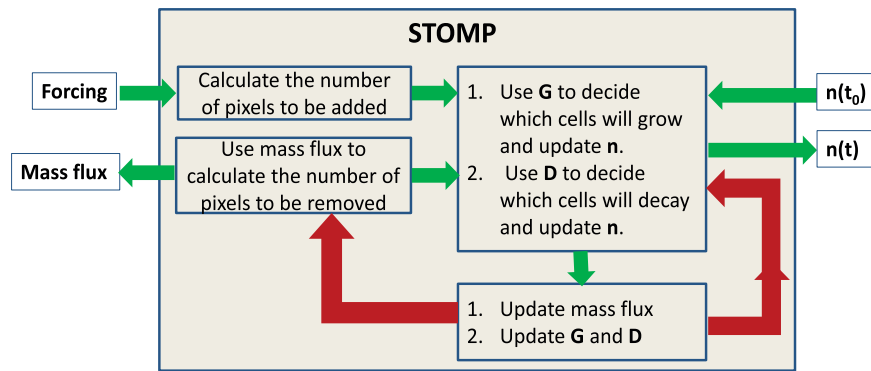 STOMP
Forcing
Calculate the number
of pixels to be added
Mass flux
Use mass flux to
calculate the number of
pixels to be removed
1. Use G to decide
which cells will grow
and update n.
2. Use D to decide
which cells will decay
and update n.
n(t₀)
n(t)
1. Update mass flux
2. Update G and D